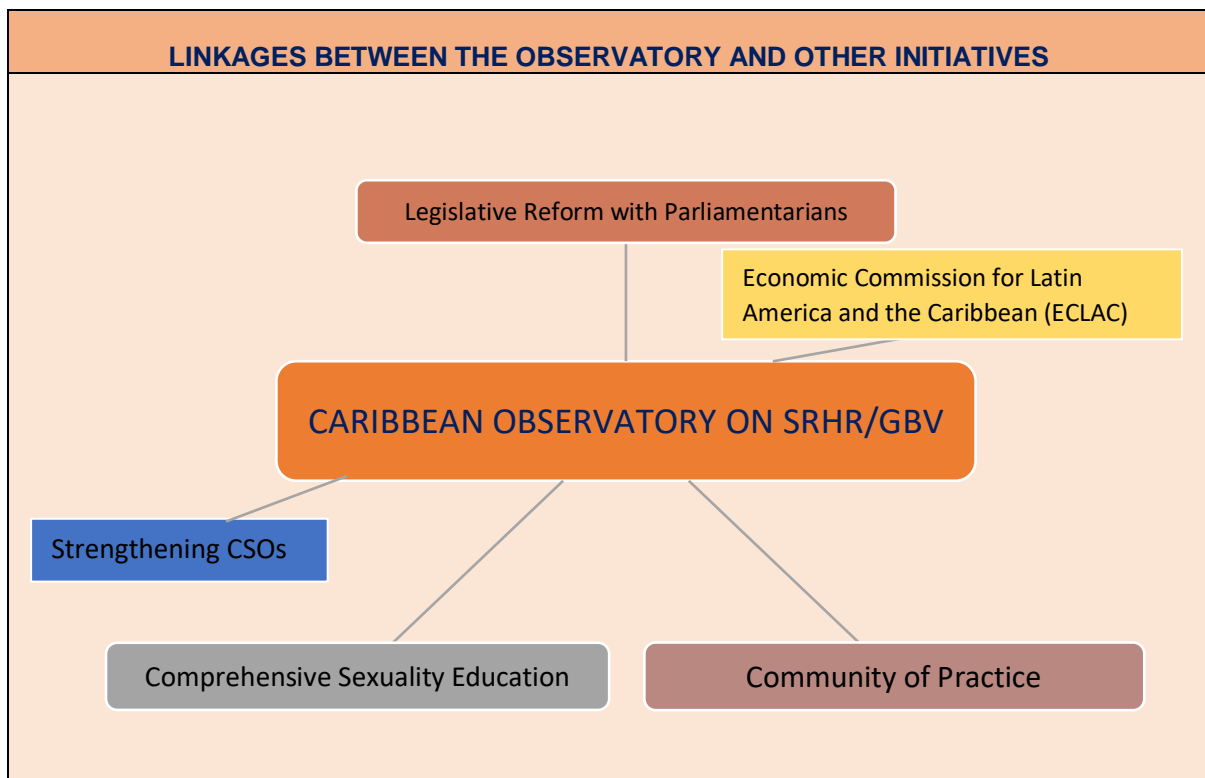 LINKAGES BETWEEN THE OBSERVATORY AND OTHER INITIATIVES
Legislative Reform with Parliamentarians
Economic Commission for Latin
America and the Caribbean (ECLAC)
CARIBBEAN OBSERVATORY ON SRHR/GBV
Strengthening CSOs
Comprehensive Sexuality Education
Community of Practice